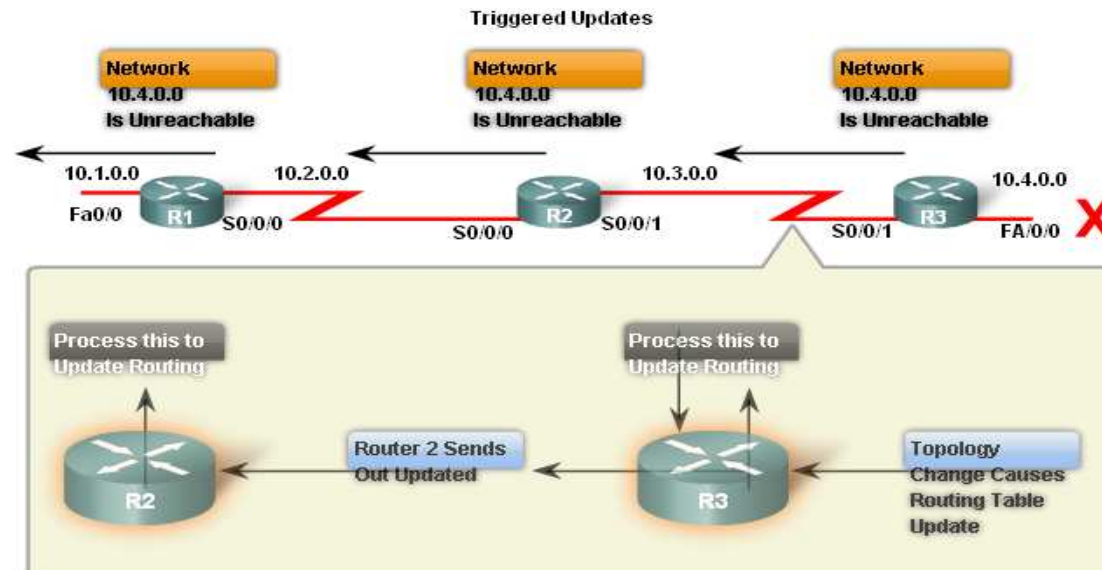 Triggered Updates
Network
10.4.0.0
Is Unreachable
Network
10.4.0.0
Is Unreachable
Network
10.4.0.0
Is Unreachable
10.1.0.0
10.2.0.0
10.3.0.0
10.4.0.0
Fa0/0
R1
S0/0/0
S0/0/0
R2
S0/0/1
S0/0/1
R3
FA/0/0
X
Process this to
Update Routing
Process this to
Update Routing
Router 2 Sends
Out Updated
Topology
Change Causes
Routing Table
Update
R2
R3